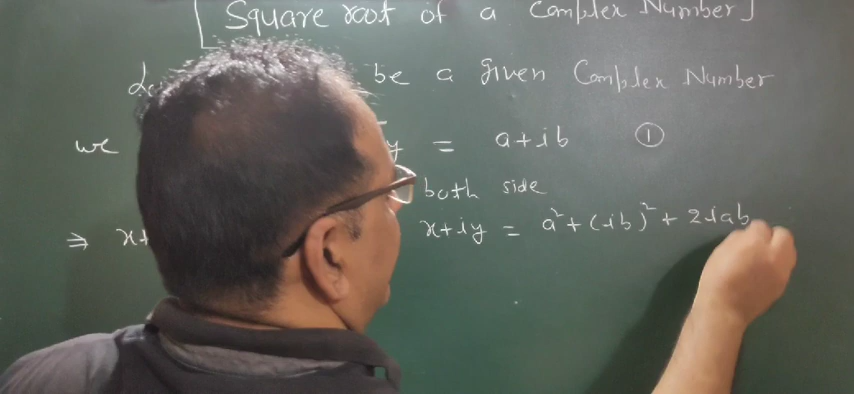 [Square root of a Complex Number]
be a given Complex Number
we y = a+ib ①
both side
⇒ x+ x+iy = a²+(ib)²+2iab